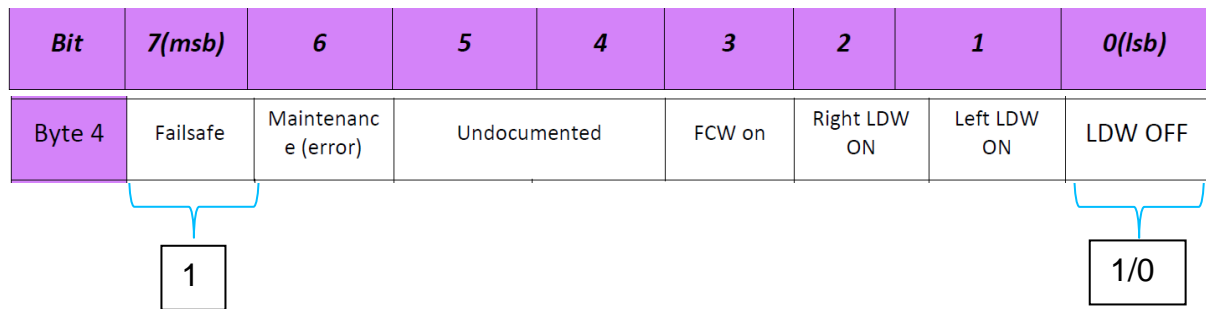 Bit 7(msb) 6 5 4 3 2 1 0(lsb)
Byte 4 Failsafe Maintenanc
e (error) Undocumented FCW on Right LDW
ON Left LDW
ON LDW OFF
1 1/0